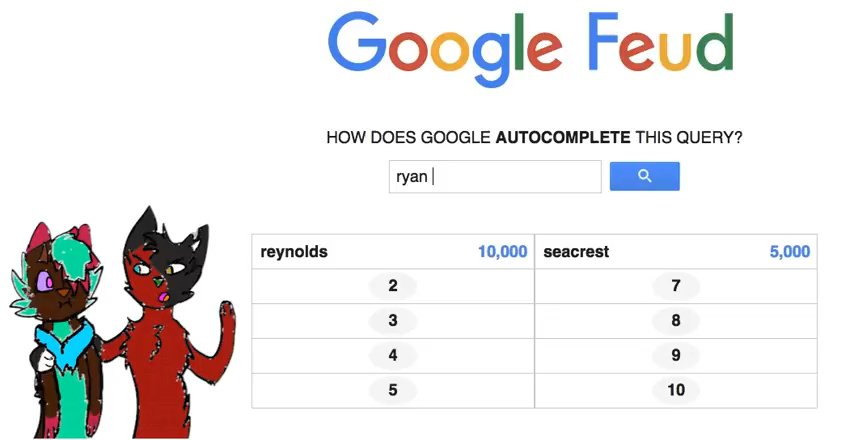 Google Feud
HOW DOES GOOGLE AUTOCOMPLETE THIS QUERY?
ryan
reynolds 10,000 seacrest 5,000
2 7
3 8
4 9
5 10